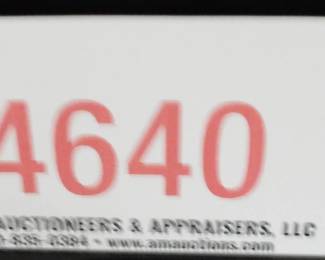 4640
AUCTIONEERS & APPRAISERS, LLC
www.amauctions.com